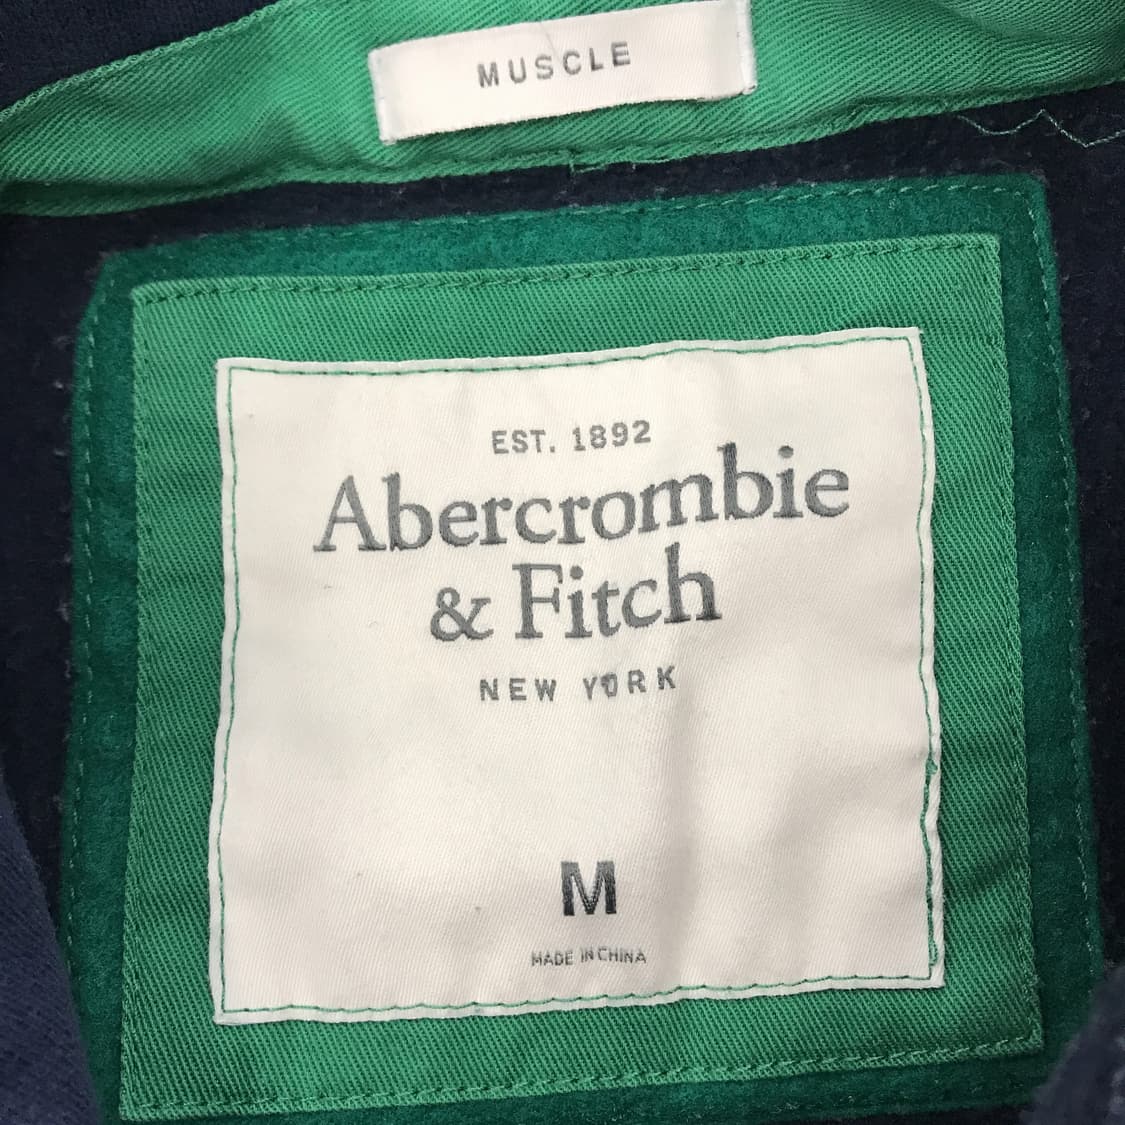 MUSCLE
EST. 1892
Abercrombie
& Fitch
NEW YORK
M
MADE IN CHINA